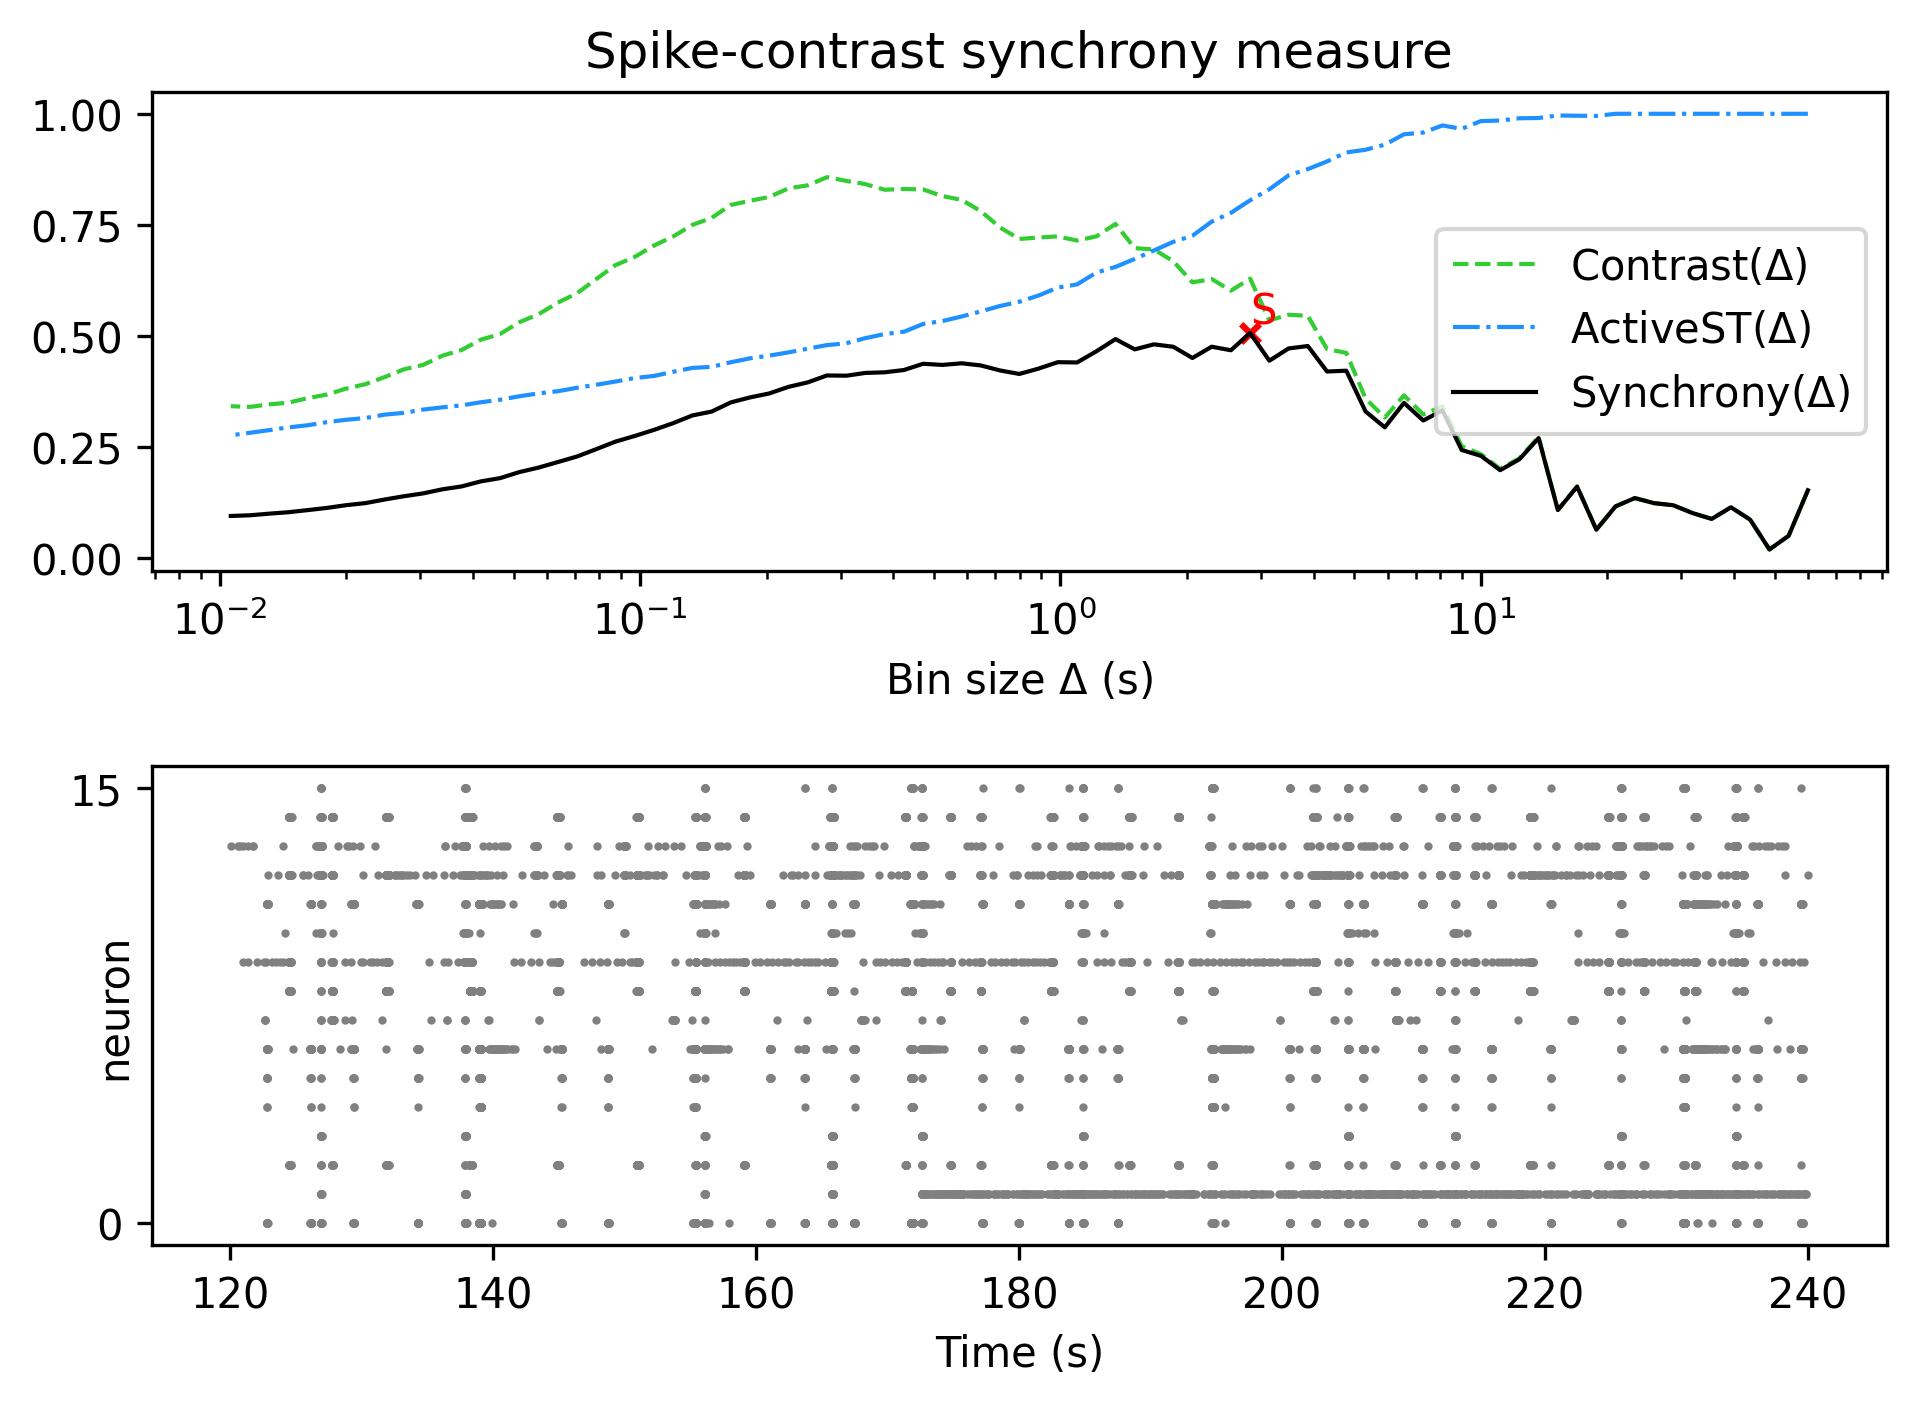 Spike-contrast synchrony measure
1.00
0.75
0.50
0.25
0.00
S
Contrast(Δ)
ActiveST(Δ)
Synchrony(Δ)
10⁻² 10⁻¹ 10⁰ 10¹
Bin size Δ (s)
15
neuron
0
120 140 160 180 200 220 240
Time (s)